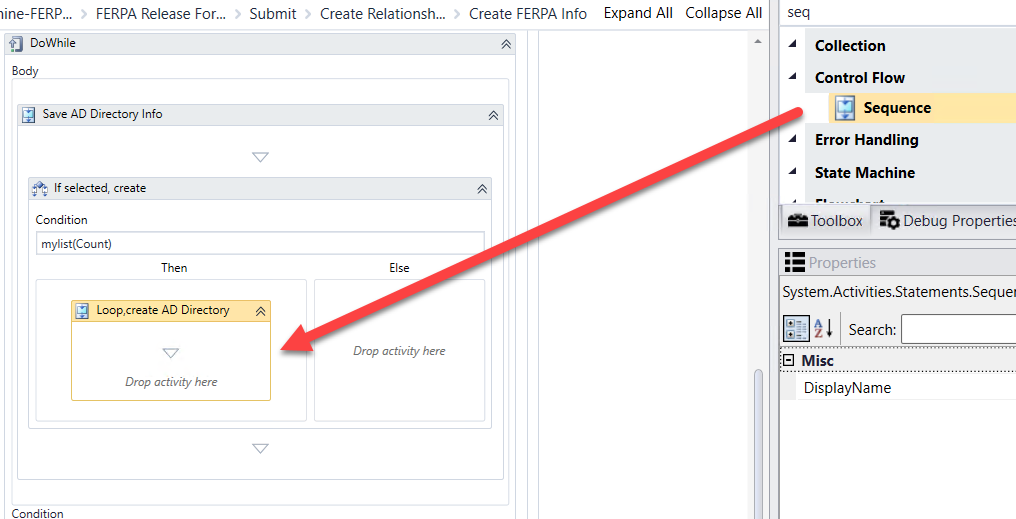 ine-FERP... FERPA Release For... Submit Create Relationsh... Create FERPA Info Expand All Collapse All
DoWhile
Body
Save AD Directory Info
If selected, create
Condition
mylist(Count)
Then Else
Loop,create AD Directory
Drop activity here
Drop activity here
Condition
seq
Collection
Control Flow
Sequence
Error Handling
State Machine
Flowchart
Toolbox Debug Properties
Properties
System.Activities.Statements.Sequen
Search:
Misc
DisplayName